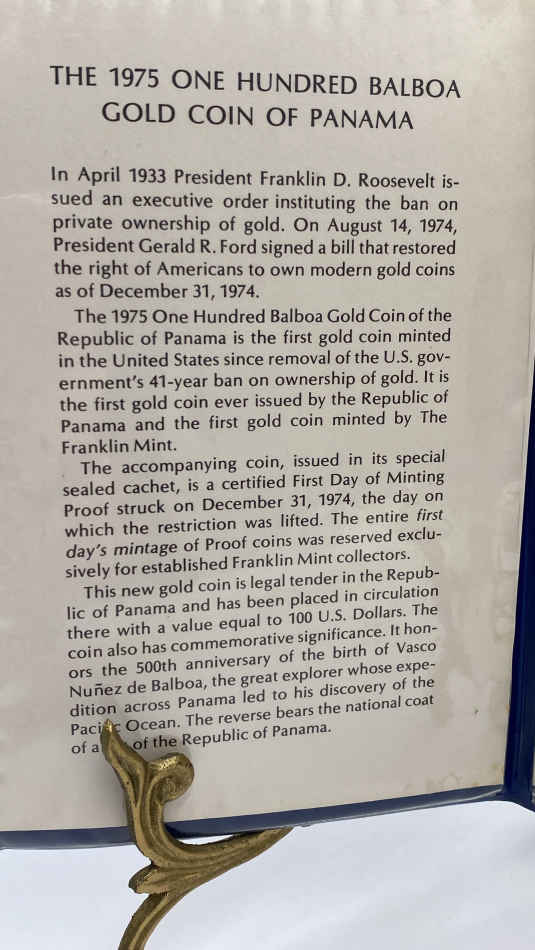 THE 1975 ONE HUNDRED BALBOA
GOLD COIN OF PANAMA
In April 1933 President Franklin D. Roosevelt is-
sued an executive order instituting the ban on
private ownership of gold. On August 14, 1974,
President Gerald R. Ford signed a bill that restored
the right of Americans to own modern gold coins
as of December 31, 1974.
The 1975 One Hundred Balboa Gold Coin of the
Republic of Panama is the first gold coin minted
in the United States since removal of the U.S. gov-
ernment's 41-year ban on ownership of gold. It is
the first gold coin ever issued by the Republic of
Panama and the first gold coin minted by The
Franklin Mint.
The accompanying coin, issued in its special
sealed cachet, is a certified First Day of Minting
Proof struck on December 31, 1974, the day on
which the restriction was lifted. The entire first
day's mintage of Proof coins was reserved exclu-
sively for established Franklin Mint collectors.
This new gold coin is legal tender in the Repub-
lic of Panama and has been placed in circulation
there with a value equal to 100 U.S. Dollars. The
coin also has commemorative significance. It hon-
ors the 500th anniversary of the birth of Vasco
Nuñez de Balboa, the great explorer whose expe-
dition across Panama led to his discovery of the
Pacific Ocean. The reverse bears the national coat
of of the Republic of Panama.